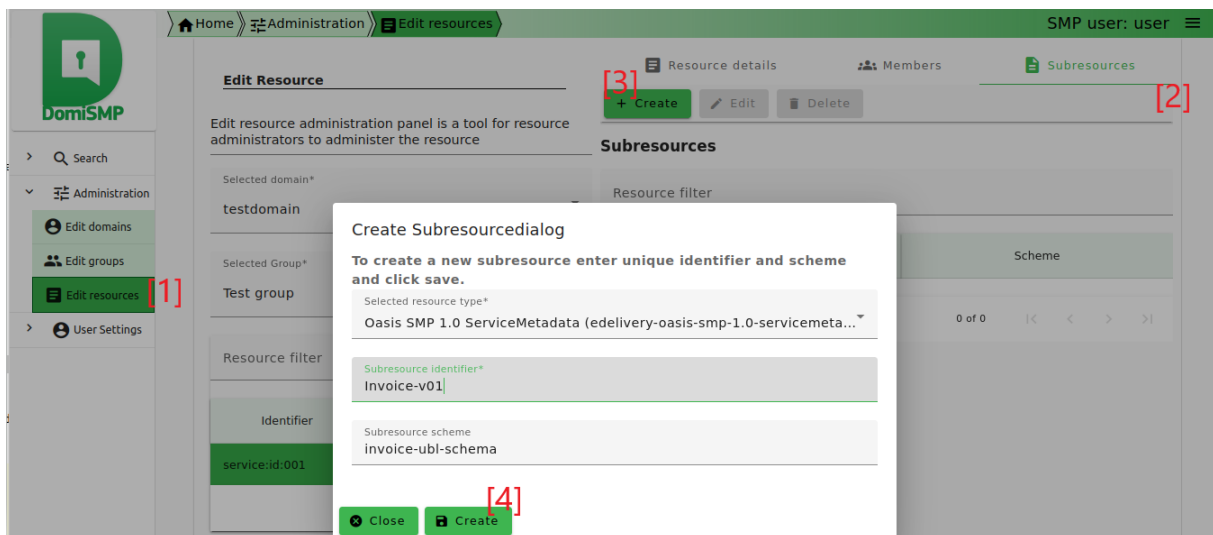 Home
Administration
Edit resources
SMP user: user
DomiSMP
Search
Administration
Edit domains
Edit groups
Edit resources
[1]
User Settings
Edit Resource
Edit resource administration panel is a tool for resource
administrators to administer the resource
Selected domain*
testdomain
Selected Group*
Test group
Resource filter
Identifier
service:id:001
Resource details
Members
Subresources
[3]
[2]
+ Create
Edit
Delete
Subresources
Resource filter
Scheme
0 of 0
Create Subresourcedialog
To create a new subresource enter unique identifier and scheme
and click save.
Selected resource type*
Oasis SMP 1.0 ServiceMetadata (edelivery-oasis-smp-1.0-servicemeta...
Subresource identifier*
Invoice-v01
Subresource scheme
invoice-ubl-schema
[4]
Close
Create